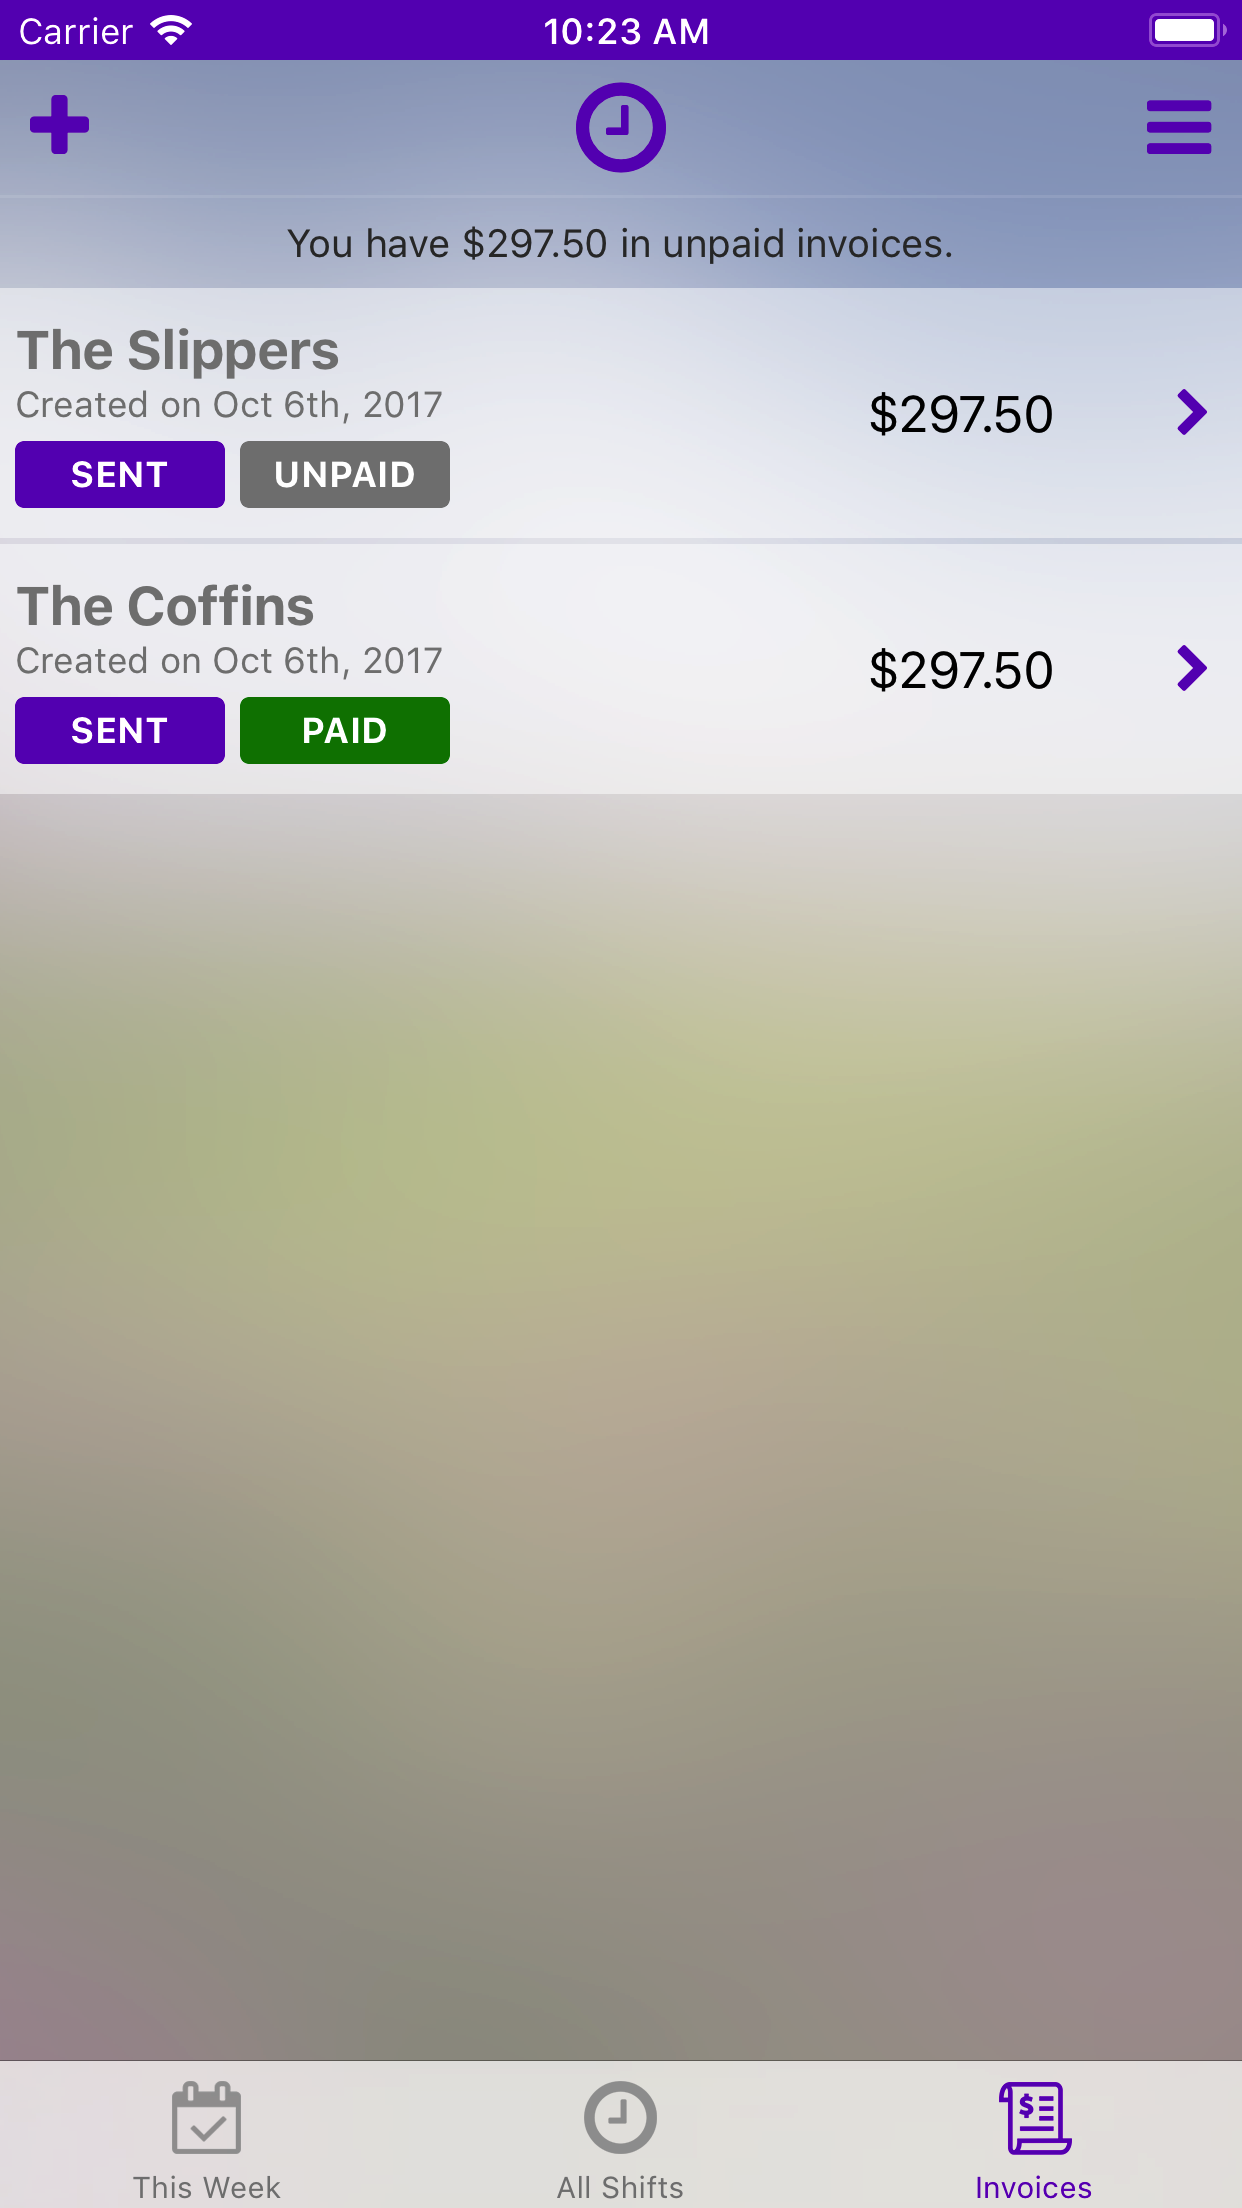 Carrier 10:23 AM
You have $297.50 in unpaid invoices.
The Slippers
Created on Oct 6th, 2017
$297.50
SENT UNPAID
The Coffins
Created on Oct 6th, 2017
$297.50
SENT PAID
This Week All Shifts Invoices